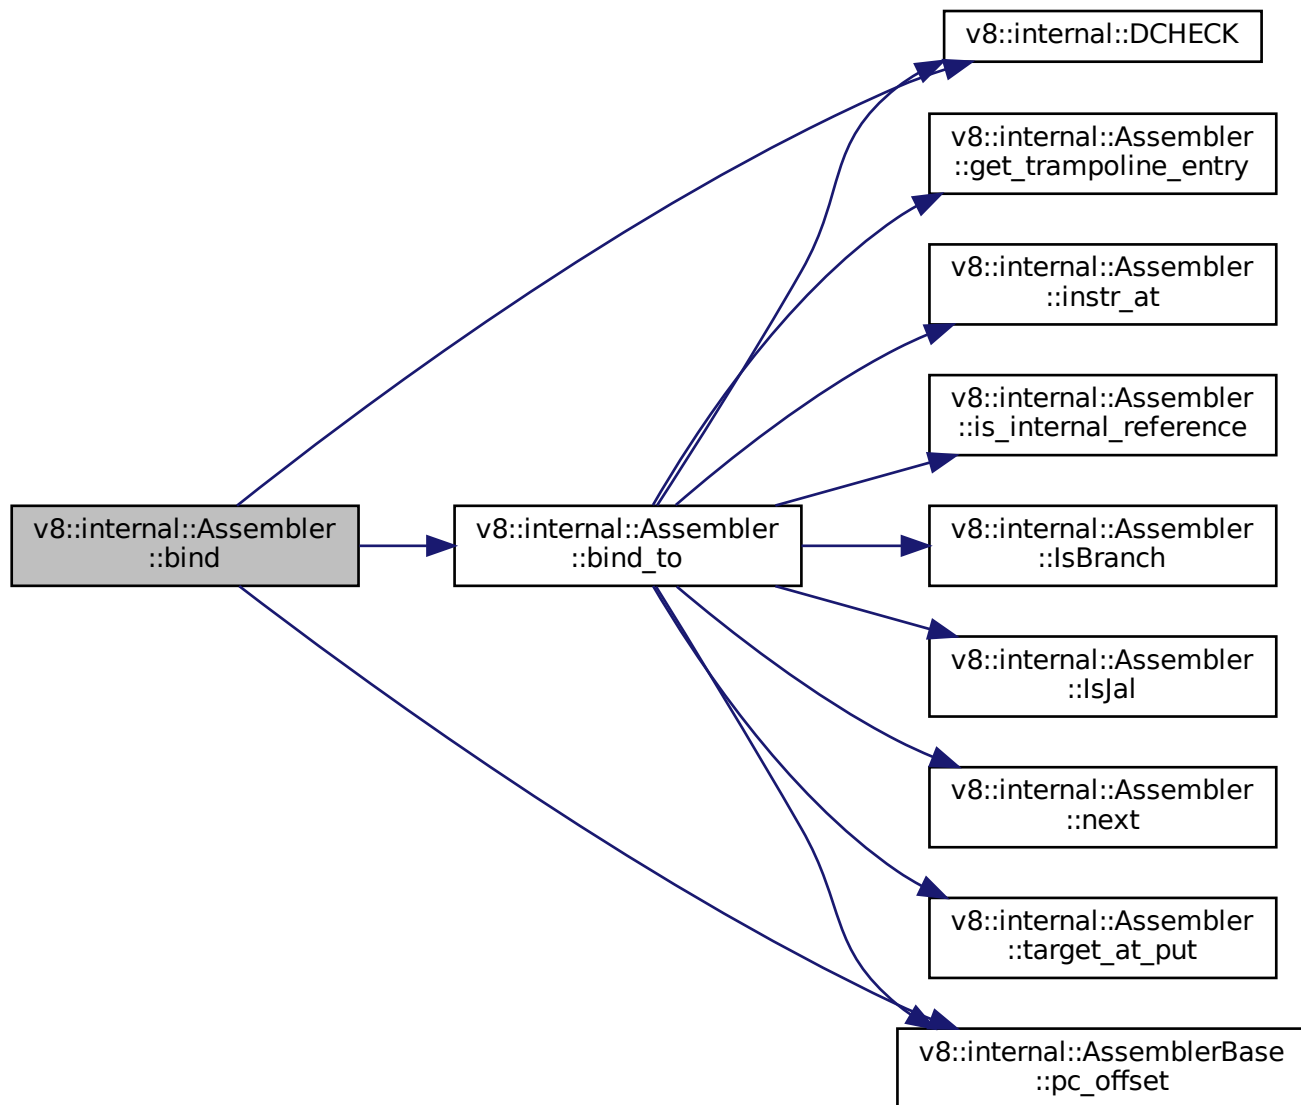 v8::internal::Assembler
::bind
v8::internal::Assembler
::bind_to
v8::internal::DCHECK
v8::internal::Assembler
::get_trampoline_entry
v8::internal::Assembler
::instr_at
v8::internal::Assembler
::is_internal_reference
v8::internal::Assembler
::IsBranch
v8::internal::Assembler
::IsJal
v8::internal::Assembler
::next
v8::internal::Assembler
::target_at_put
v8::internal::AssemblerBase
::pc_offset